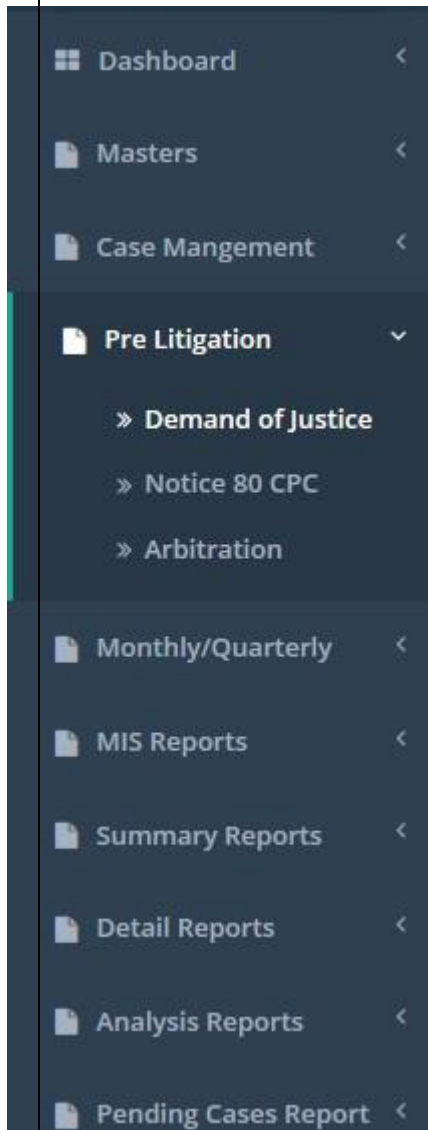 Dashboard
Masters
Case Mangement
Pre Litigation
» Demand of Justice
» Notice 80 CPC
» Arbitration
Monthly/Quarterly
MIS Reports
Summary Reports
Detail Reports
Analysis Reports
Pending Cases Report